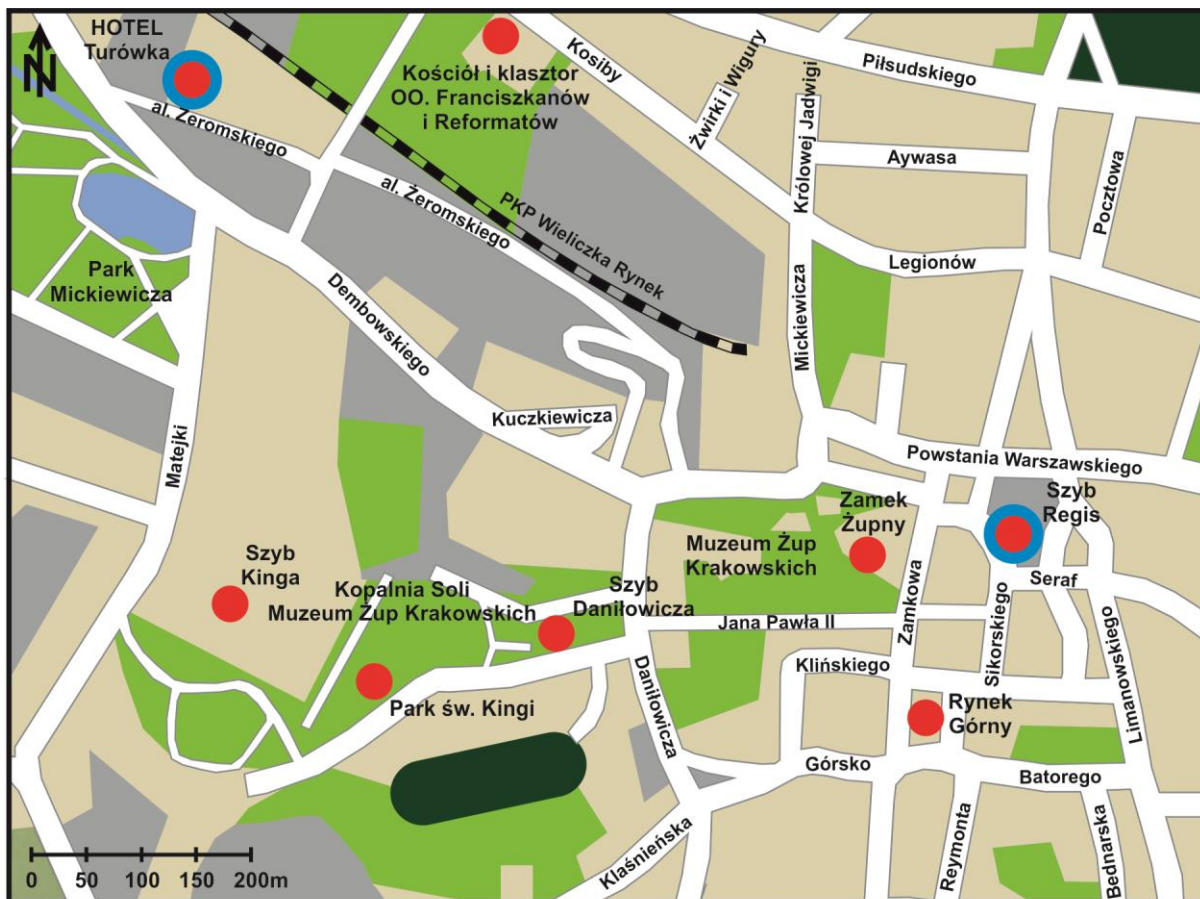 HOTEL
Turówka
N
al. Żeromskiego
Kościół i klasztor
OO. Franciszkanów
i Reformatów
Kosiby
Żwirki i Wigury
Królowej Jadwigi
Piłsudskiego
Aywasa
Pocztowa
al. Żeromskiego
PKP Wieliczka Rynek
Legionów
Park
Mickiewicza
Dembowskiego
Mickiewicza
Kuczkiewicza
Matejki
Powstania Warszawskiego
Szyb
Regis
Zamek
Żupny
Muzeum Żup
Krakowskich
Szyb
Kinga
Kopalnia Soli
Muzeum Żup Krakowskich
Szyb
Daniłowicza
Seraf
Jana Pawła II
Zamkowa
Sikorskiego
Limanowskiego
Klińskiego
Park św. Kingi
Daniłowicza
Rynek
Górny
Górsko
Batorego
Klaśnieńska
Reymonta
Bednarska
0 50 100 150 200m